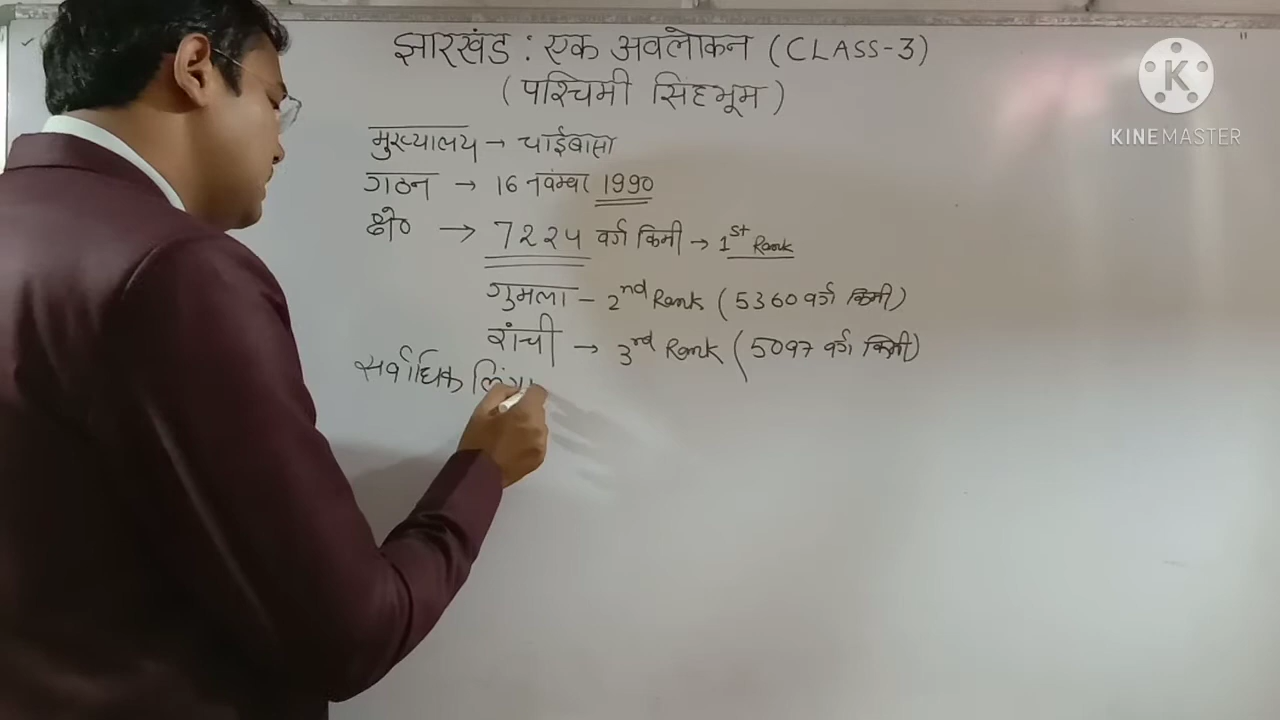 झारखंड : एक अवलोकन (CLASS-3)
(पश्चिमी सिंहभूम)
मुख्यालय → चाईबासा
गठन → 16 नवम्बर 1990
क्षे० → 7224 वर्ग किमी → 1st Rank
गुमला – 2nd Rank (5360 वर्ग किमी)
रांची → 3rd Rank (5097 वर्ग किमी)
सर्वाधिक
KINEMASTER